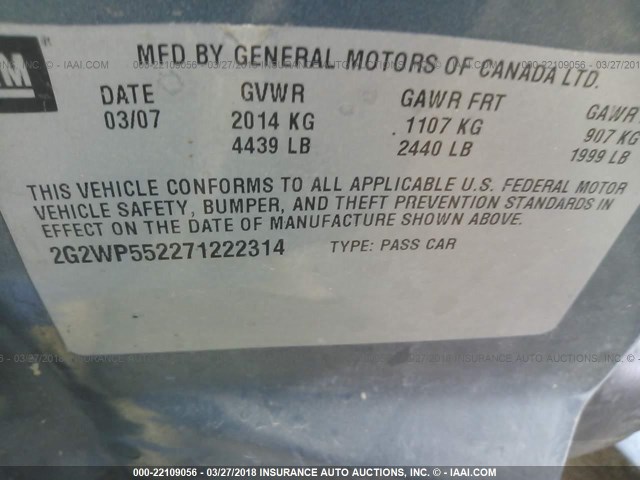 GM
MFD BY GENERAL MOTORS OF CANADA LTD.
DATE GVWR GAWR FRT GAWR
03/07 2014 KG 1107 KG 907 KG
4439 LB 2440 LB 1999 LB
THIS VEHICLE CONFORMS TO ALL APPLICABLE U.S. FEDERAL MOTOR
VEHICLE SAFETY, BUMPER, AND THEFT PREVENTION STANDARDS IN
EFFECT ON THE DATE OF MANUFACTURE SHOWN ABOVE.
2G2WP552271222314 TYPE: PASS CAR
000-22109056 - 03/27/2018 INSURANCE AUTO AUCTIONS, INC. - © IAAI.COM